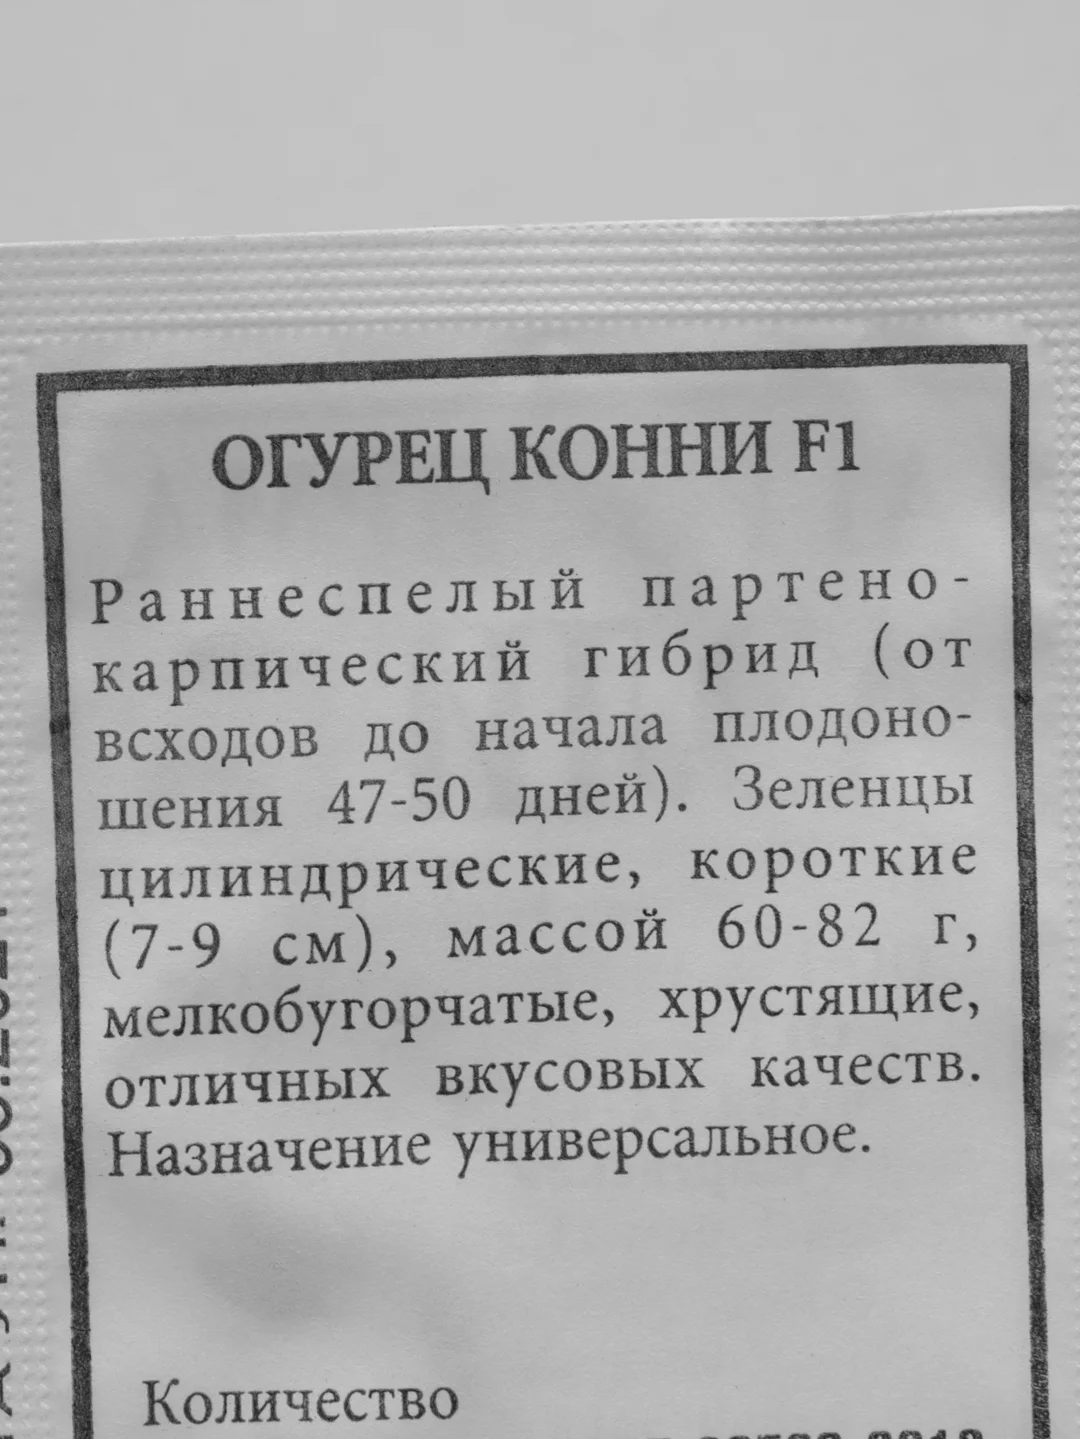 ОГУРЕЦ КОННИ F1
Раннеспелый партено-
карпический гибрид (от
всходов до начала плодоно-
шения 47-50 дней). Зеленцы
цилиндрические, короткие
(7-9 см), массой 60-82 г,
мелкобугорчатые, хрустящие,
отличных вкусовых качеств.
Назначение универсальное.
Количество